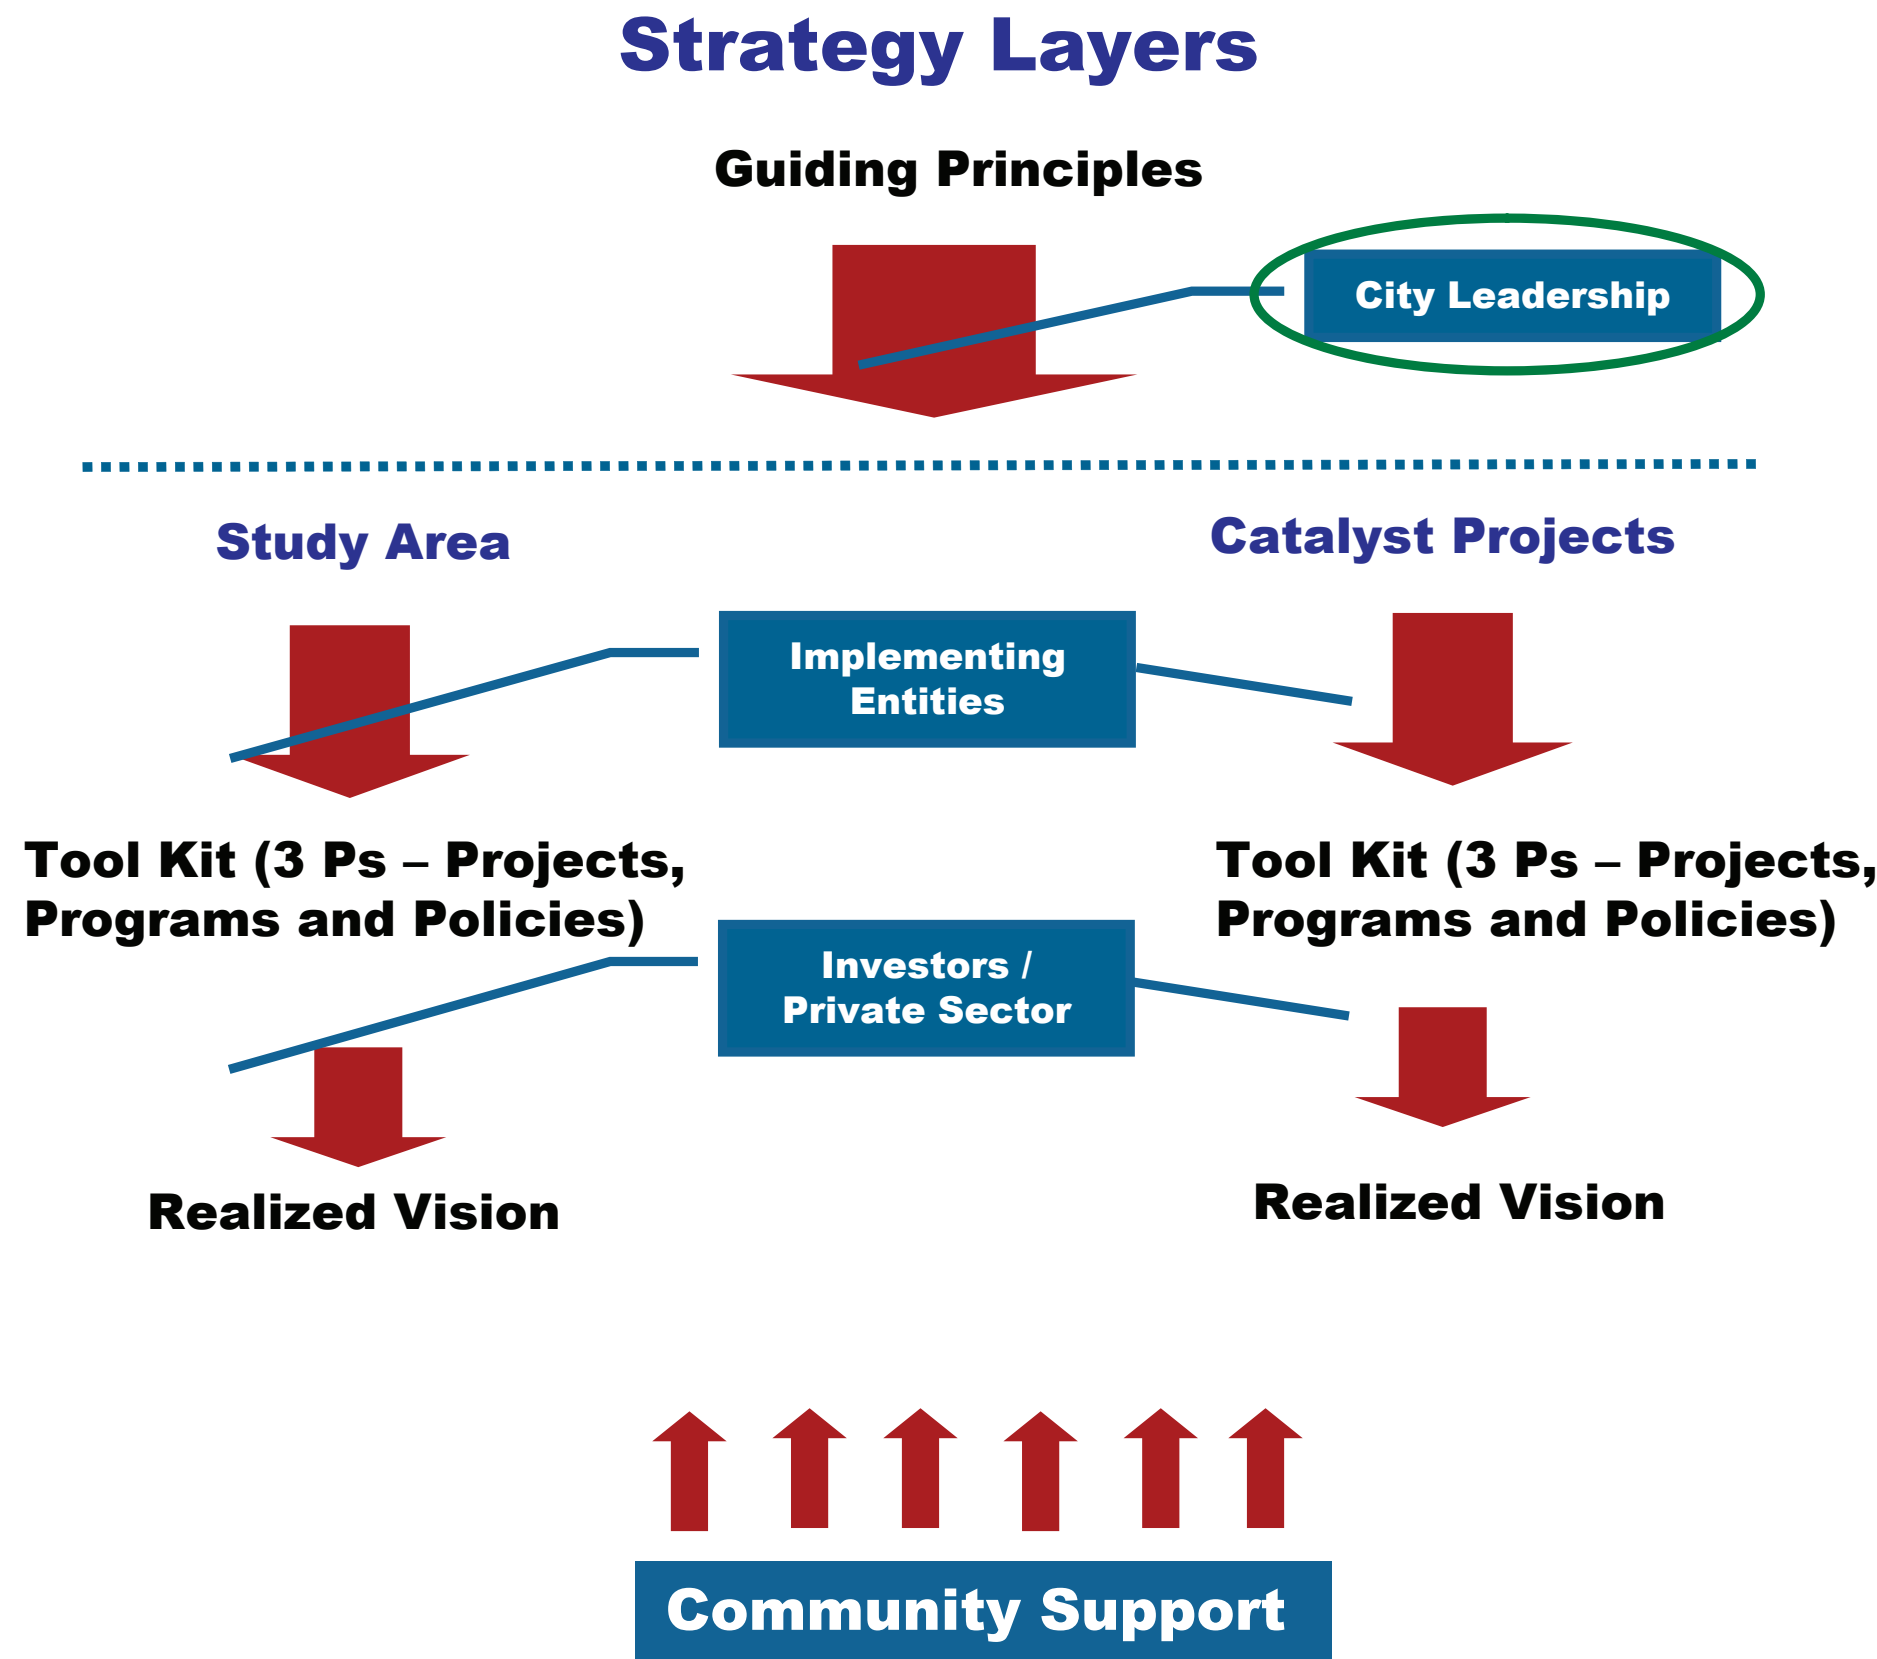 Strategy Layers
Guiding Principles
City Leadership
Study Area
Catalyst Projects
Implementing
Entities
Tool Kit (3 Ps – Projects,
Programs and Policies)
Tool Kit (3 Ps – Projects,
Programs and Policies)
Investors /
Private Sector
Realized Vision
Realized Vision
Community Support